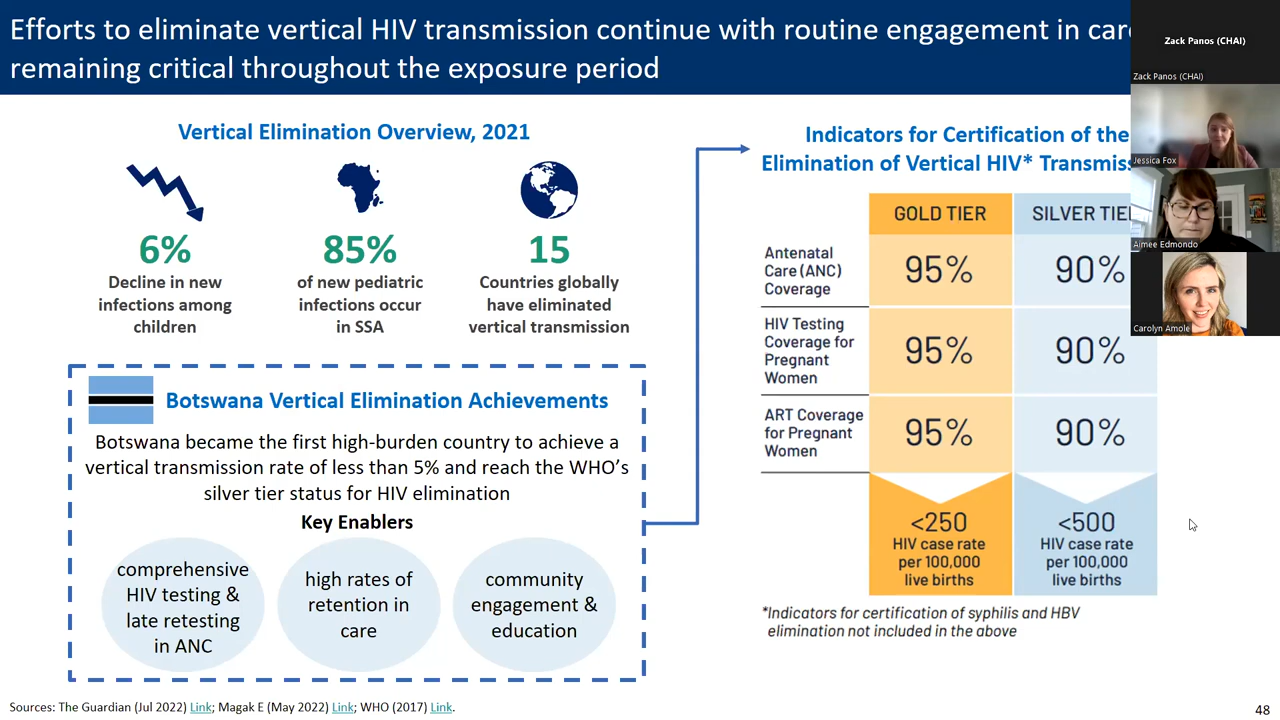 Efforts to eliminate vertical HIV transmission continue with routine engagement in
remaining critical throughout the exposure period
Zack Panos (CHAI)
Zack Panos (CHAI)
Jessica Fox
Aimee Edmondo
Carolyn Amole
Vertical Elimination Overview, 2021
6%
Decline in new
infections among
children
85%
of new pediatric
infections occur
in SSA
15
Countries globally
have eliminated
vertical transmission
Botswana Vertical Elimination Achievements
Botswana became the first high-burden country to achieve a
vertical transmission rate of less than 5% and reach the WHO's
silver tier status for HIV elimination
Key Enablers
comprehensive
HIV testing &
late retesting
in ANC
high rates of
retention in
care
community
engagement &
education
Indicators for Certification of the
Elimination of Vertical HIV*
GOLD TIER
SILVER
Antenatal
Care (ANC)
Coverage
95%
90%
HIV Testing
Coverage for
Pregnant
Women
95%
90%
ART Coverage
for Pregnant
Women
95%
90%
<250
HIV case rate
per 100,000
live births
<500
HIV case rate
per 100,000
live births
*Indicators for certification of syphilis and HBV
elimination not included in the above
Sources: The Guardian (Jul 2022) Link; Magak E (May 2022) Link; WHO (2017) Link.
48